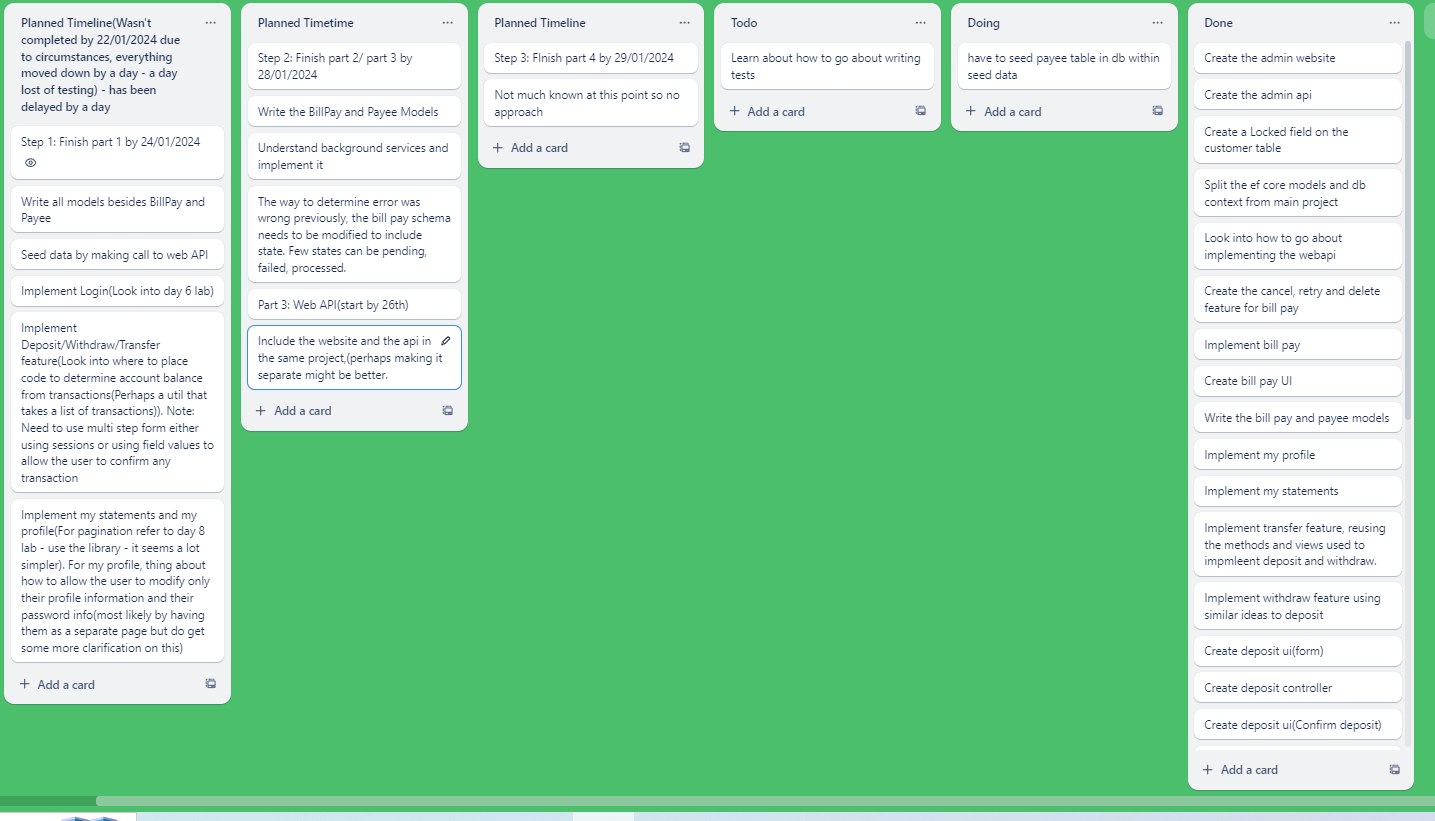 Planned Timeline(Wasn't
completed by 22/01/2024 due
to circumstances, everything
moved down by a day - a day
lost of testing) - has been
delayed by a day
Step 1: Finish part 1 by 24/01/2024
Write all models besides BillPay and
Payee
Seed data by making call to web API
Implement Login(Look into day 6 lab)
Implement
Deposit/Withdraw/Transfer
feature(Look into where to place
code to determine account balance
from transactions(Perhaps a util that
takes a list of transactions)). Note:
Need to use multi step form either
using sessions or using field values to
allow the user to confirm any
transaction
Implement my statements and my
profile(For pagination refer to day 8
lab - use the library - it seems a lot
simpler). For my profile, thing about
how to allow the user to modify only
their profile information and their
password info(most likely by having
them as a separate page but do get
some more clarification on this)
+ Add a card
Planned Timetime
Step 2: Finish part 2/ part 3 by
28/01/2024
Write the BillPay and Payee Models
Understand background services and
implement it
The way to determine error was
wrong previously, the bill pay schema
needs to be modified to include
state. Few states can be pending,
failed, processed.
Part 3: Web API(start by 26th)
Include the website and the api in
the same project,(perhaps making it
separate might be better.
+ Add a card
Planned Timeline
Step 3: FInish part 4 by 29/01/2024
Not much known at this point so no
approach
+ Add a card
Todo
Learn about how to go about writing
tests
+ Add a card
Doing
have to seed payee table in db within
seed data
+ Add a card
Done
Create the admin website
Create the admin api
Create a Locked field on the
customer table
Split the ef core models and db
context from main project
Look into how to go about
implementing the webapi
Create the cancel, retry and delete
feature for bill pay
Implement bill pay
Create bill pay UI
Write the bill pay and payee models
Implement my profile
Implement my statements
Implement transfer feature, reusing
the methods and views used to
impmleent deposit and withdraw.
Implement withdraw feature using
similar ideas to deposit
Create deposit ui(form)
Create deposit controller
Create deposit ui(Confirm deposit)
+ Add a card